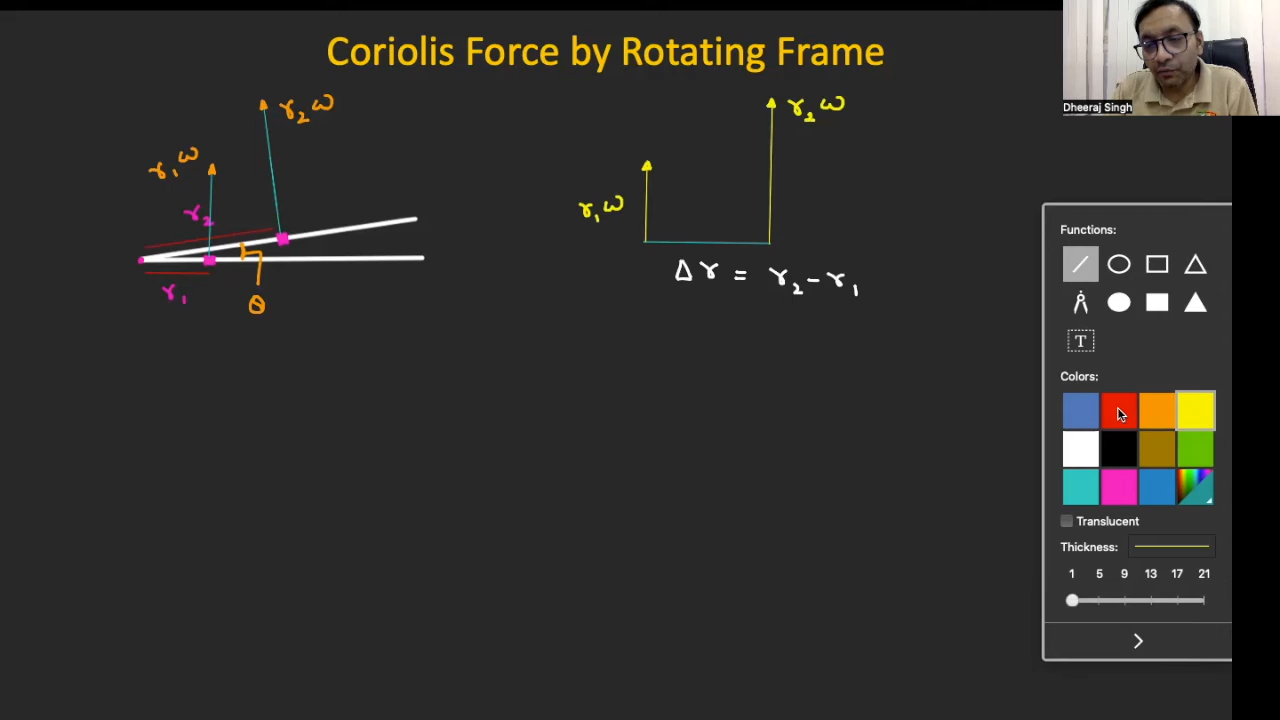 Coriolis Force by Rotating Frame
Dheeraj Singh
r₂ω
r₁ω
r₂
r₁
θ
r₂ω
r₁ω
Δr = r₂-r₁
Functions:
T
Colors:
Translucent
Thickness:
1 5 9 13 17 21